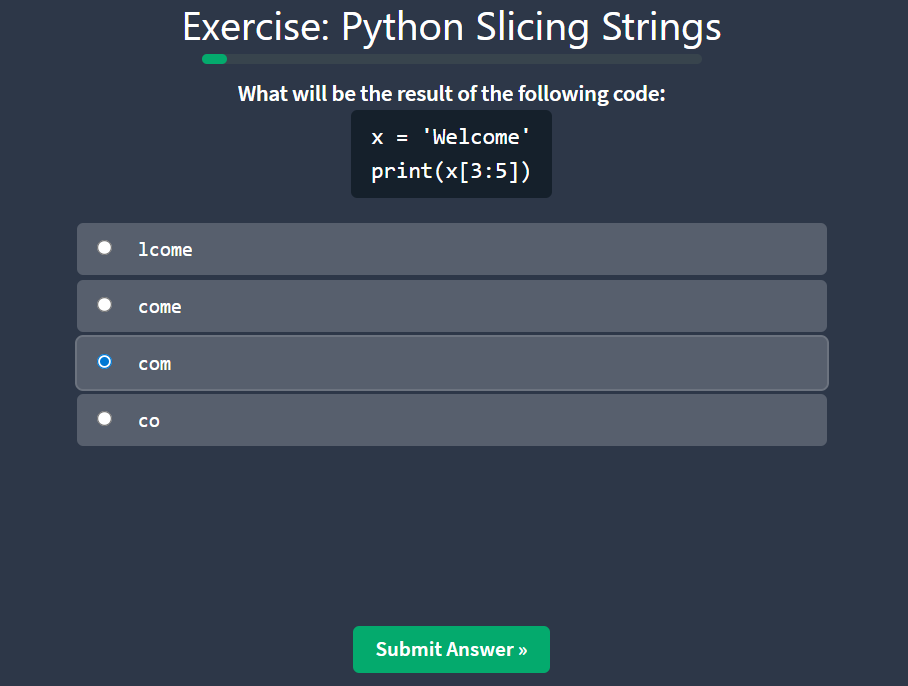 Exercise: Python Slicing Strings
What will be the result of the following code:
x = 'Welcome'
print(x[3:5])
lcome
come
com
co
Submit Answer »